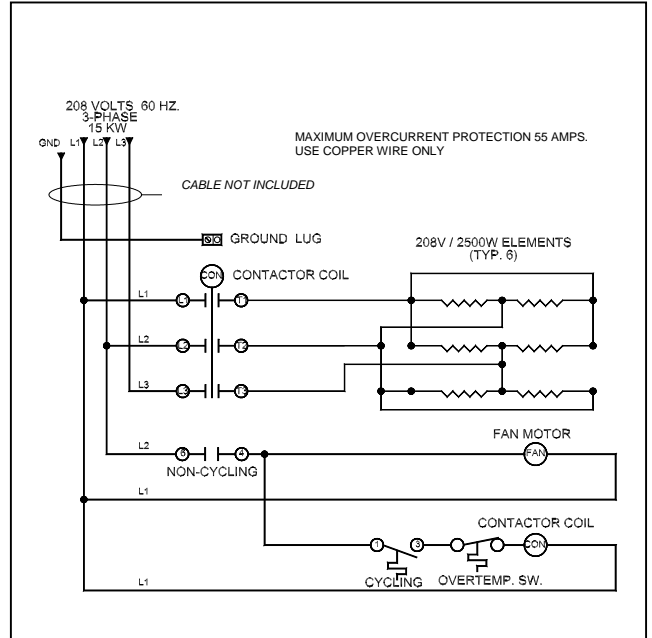 208 VOLTS 60 HZ.
3-PHASE
15 KW
GND L1 L2 L3
MAXIMUM OVERCURRENT PROTECTION 55 AMPS.
USE COPPER WIRE ONLY
CABLE NOT INCLUDED
GROUND LUG
208V / 2500W ELEMENTS
(TYP. 6)
CON CONTACTOR COIL
L1 L1 T1
L2 L2 T2
L3 L3 T3
FAN MOTOR
L2 6 4 FAN
NON-CYCLING
L1
CONTACTOR COIL
1 3 CON
CYCLING OVERTEMP. SW.
L1